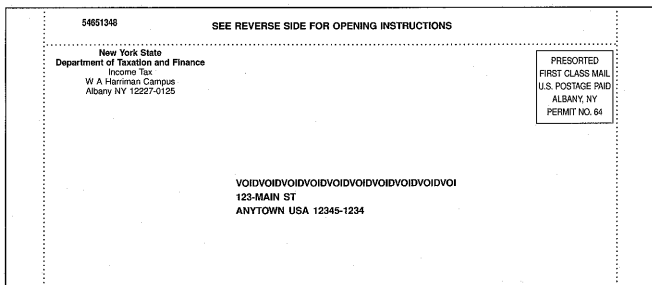 54651348
SEE REVERSE SIDE FOR OPENING INSTRUCTIONS
New York State
Department of Taxation and Finance
Income Tax
W A Harriman Campus
Albany NY 12227-0125
PRESORTED
FIRST CLASS MAIL
U.S. POSTAGE PAID
ALBANY, NY
PERMIT NO. 64
VOIDVOIDVOIDVOIDVOIDVOIDVOIDVOIDVOIDVOI
123-MAIN ST
ANYTOWN USA 12345-1234